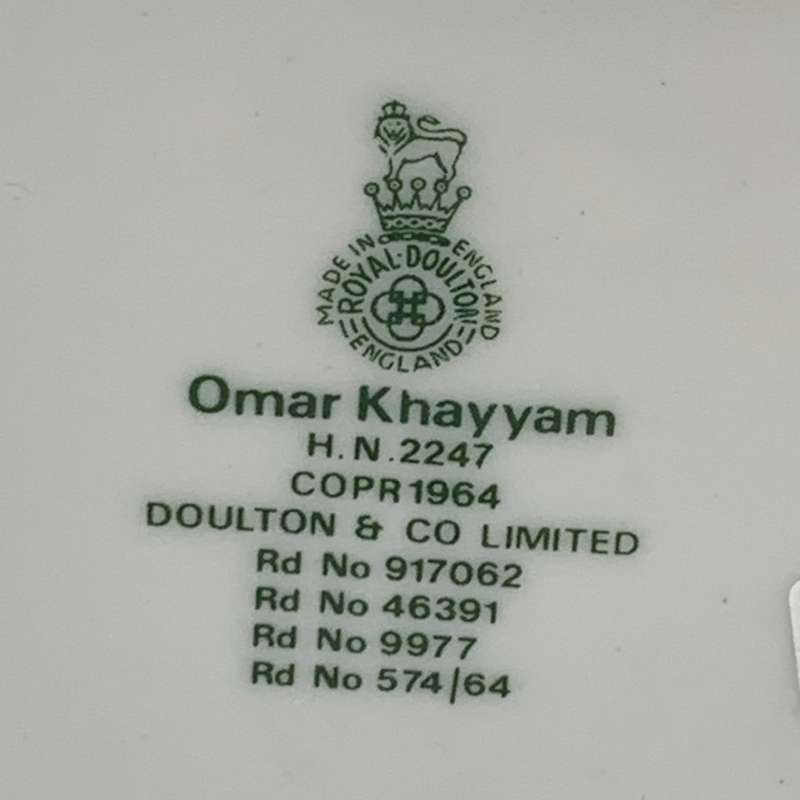 MADE IN ENGLAND
ROYAL·DOULTON
ENGLAND
Omar Khayyam
H.N.2247
COPR 1964
DOULTON & CO LIMITED
Rd No 917062
Rd No 46391
Rd No 9977
Rd No 574/64